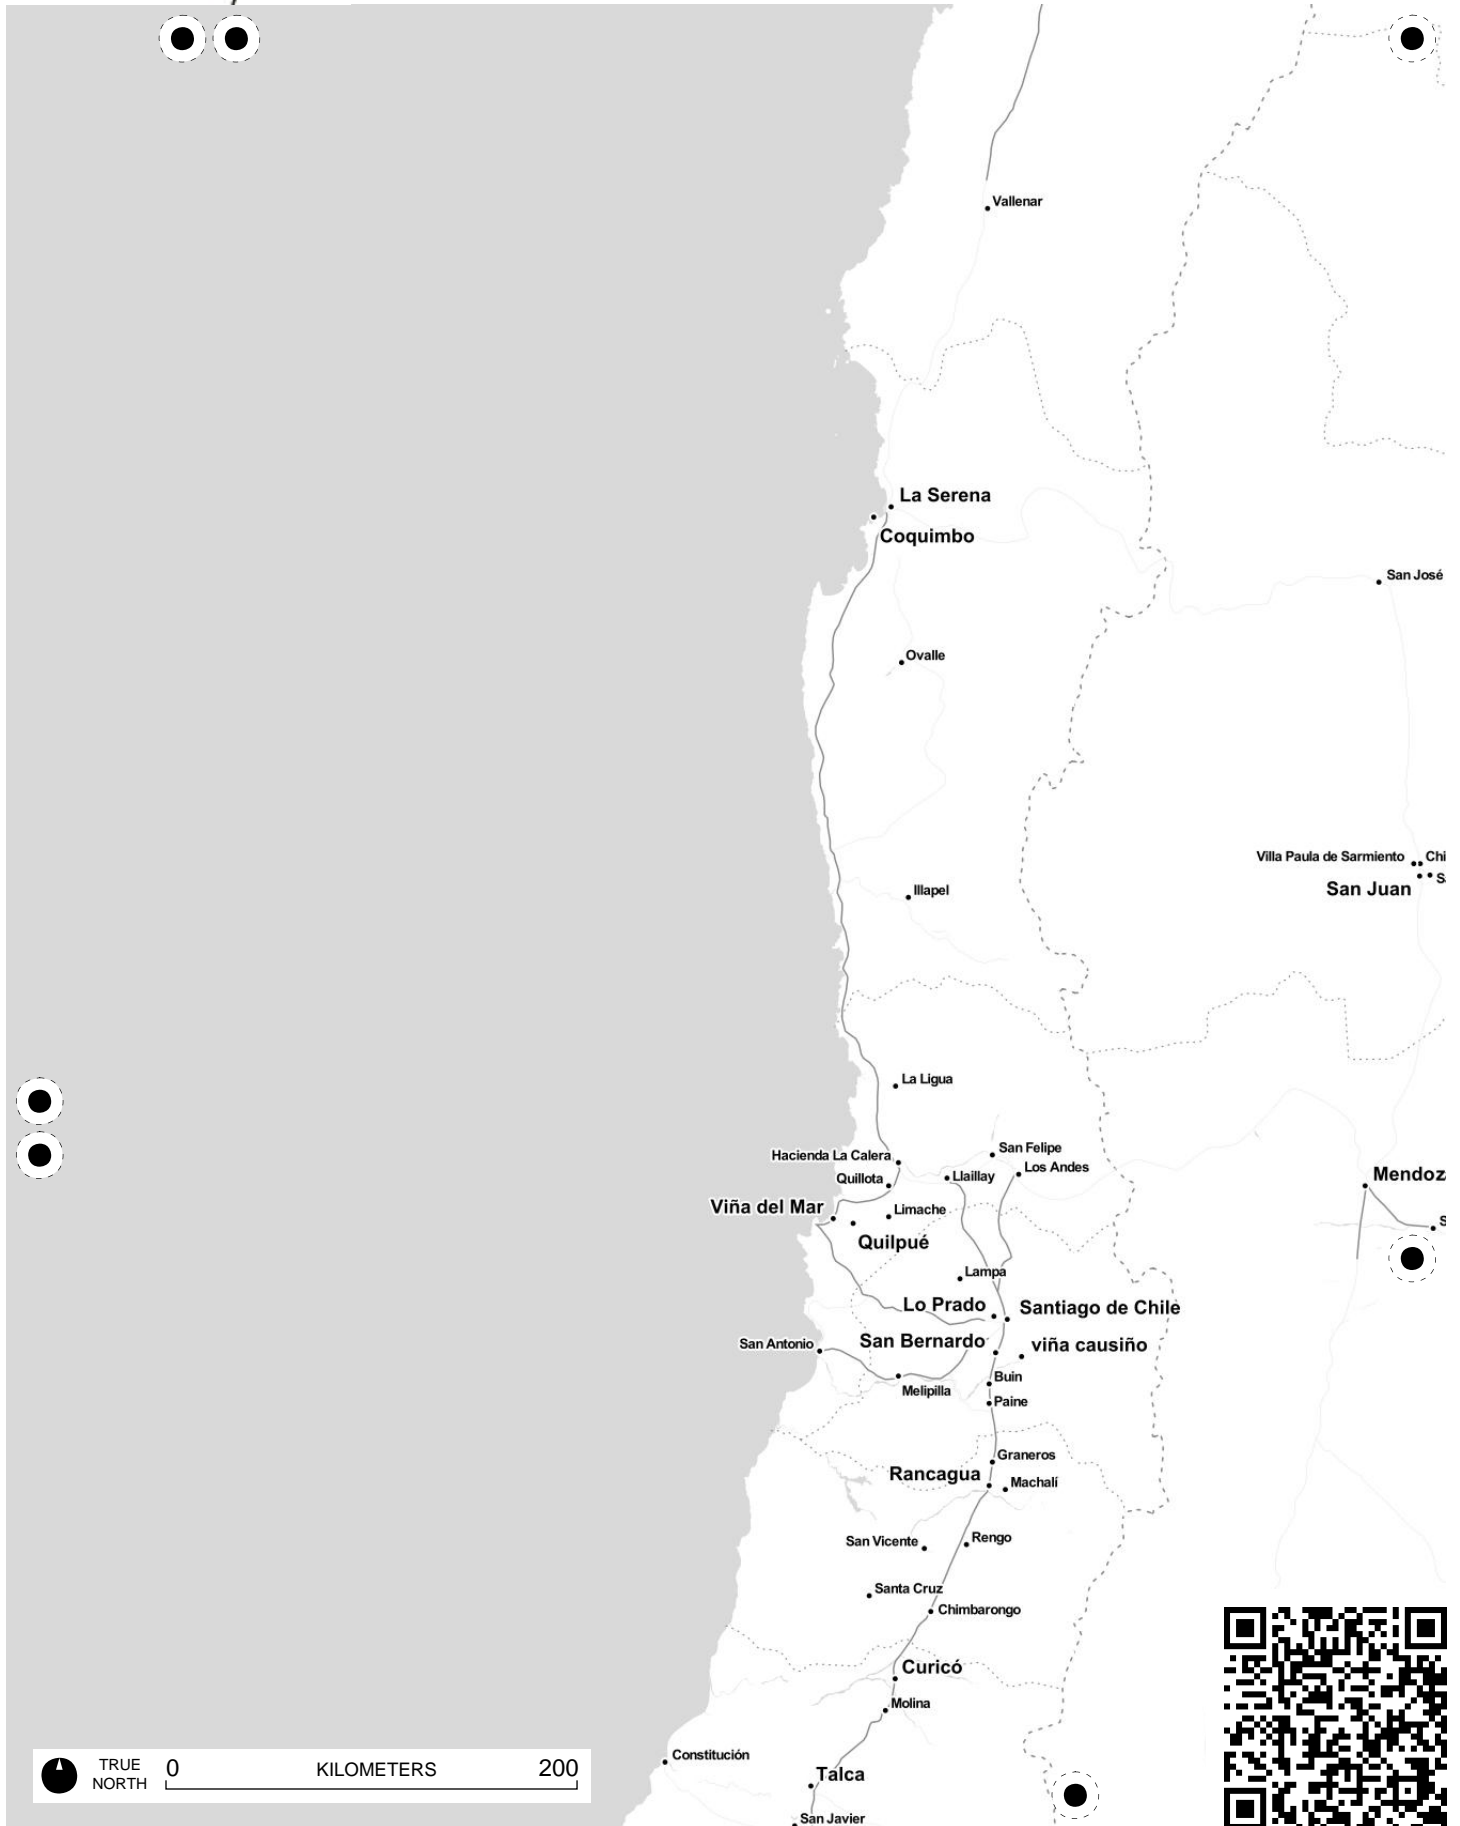 Vallenar
La Serena
Coquimbo
San José
Ovalle
Villa Paula de Sarmiento
Chi
San Juan
Illapel
La Ligua
San Felipe
Hacienda La Calera
Los Andes
Quillota
Llaillay
Mendoz
Viña del Mar
Limache
Quilpué
Lampa
Lo Prado
Santiago de Chile
San Antonio
San Bernardo
viña causiño
Buin
Melipilla
Paine
Graneros
Rancagua
Machalí
San Vicente
Rengo
Santa Cruz
Chimbarongo
Curicó
Molina
Constitución
Talca
San Javier
TRUE
NORTH
0 KILOMETERS 200